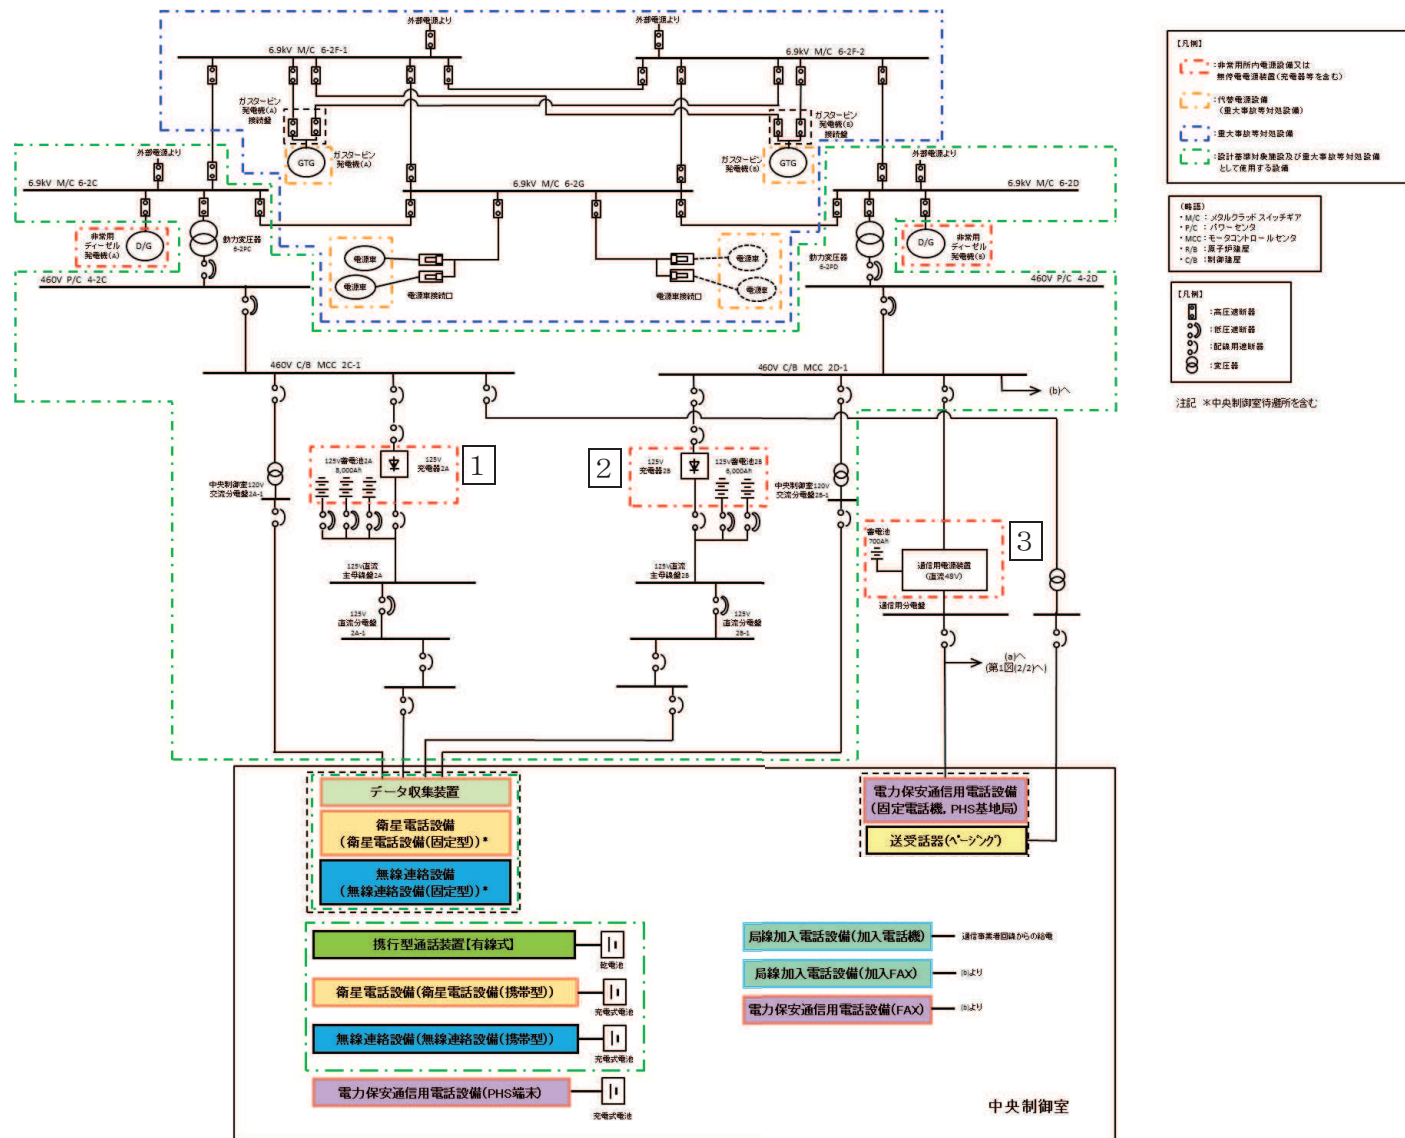 外部電源より
外部電源より
6.9kV M/C 6-2F-1
6.9kV M/C 6-2F-2
ガスタービン
発電機(A)
接続盤
ガスタービン
発電機(B)
接続盤
GTG
ガスタービン
発電機(A)
ガスタービン
発電機(B)
GTG
外部電源より
外部電源より
6.9kV M/C 6-2C
6.9kV M/C 6-2G
6.9kV M/C 6-2D
非常用
ディーゼル
発電機(A)
D/G
動力変圧器
6-2PC
電源車
電源車
電源車接続口
電源車
電源車
動力変圧器
6-2PD
D/G
非常用
ディーゼル
発電機(B)
460V P/C 4-2C
460V P/C 4-2D
460V C/B MCC 2C-1
460V C/B MCC 2D-1
(b)へ
125V蓄電池2A
8,000Ah
125V
充電器2A
1
2
125V
充電器2B
125V蓄電池2B
6,000Ah
中央制御室120V
交流分電盤2A-1
中央制御室120V
交流分電盤2B-1
蓄電池
700Ah
通信用電源装置
(直流48V)
3
125V直流
主母線盤2A
125V直流
主母線盤2B
通信用分電盤
125V
直流分電盤
2A-1
125V
直流分電盤
2B-1
(a)へ
(第1図(2/2)へ)
データ収集装置
衛星電話設備
(衛星電話設備(固定型))*
無線連絡設備
(無線連絡設備(固定型))*
電力保安通信用電話設備
(固定電話機, PHS基地局)
送受話器(ページング)
携行型通話装置【有線式】
乾電池
衛星電話設備(衛星電話設備(携帯型))
充電式電池
無線連絡設備(無線連絡設備(携帯型))
充電式電池
電力保安通信用電話設備(PHS端末)
充電式電池
局線加入電話設備(加入電話機)
通信事業者回線からの給電
局線加入電話設備(加入FAX)
(b)より
電力保安通信用電話設備(FAX)
(b)より
中央制御室
【凡例】
:非常用所内電源設備又は
無停電電源装置(充電器等を含む)
:代替電源設備
(重大事故等対処設備)
:重大事故等対処設備
:設計基準対象施設及び重大事故等対処設備
として使用する設備
(略語)
・M/C :メタルクラッドスイッチギア
・P/C :パワーセンタ
・MCC:モータコントロールセンタ
・R/B :原子炉建屋
・C/B :制御建屋
【凡例】
:高圧遮断器
:低圧遮断器
:配線用遮断器
:変圧器
注記 *中央制御室待避所を含む